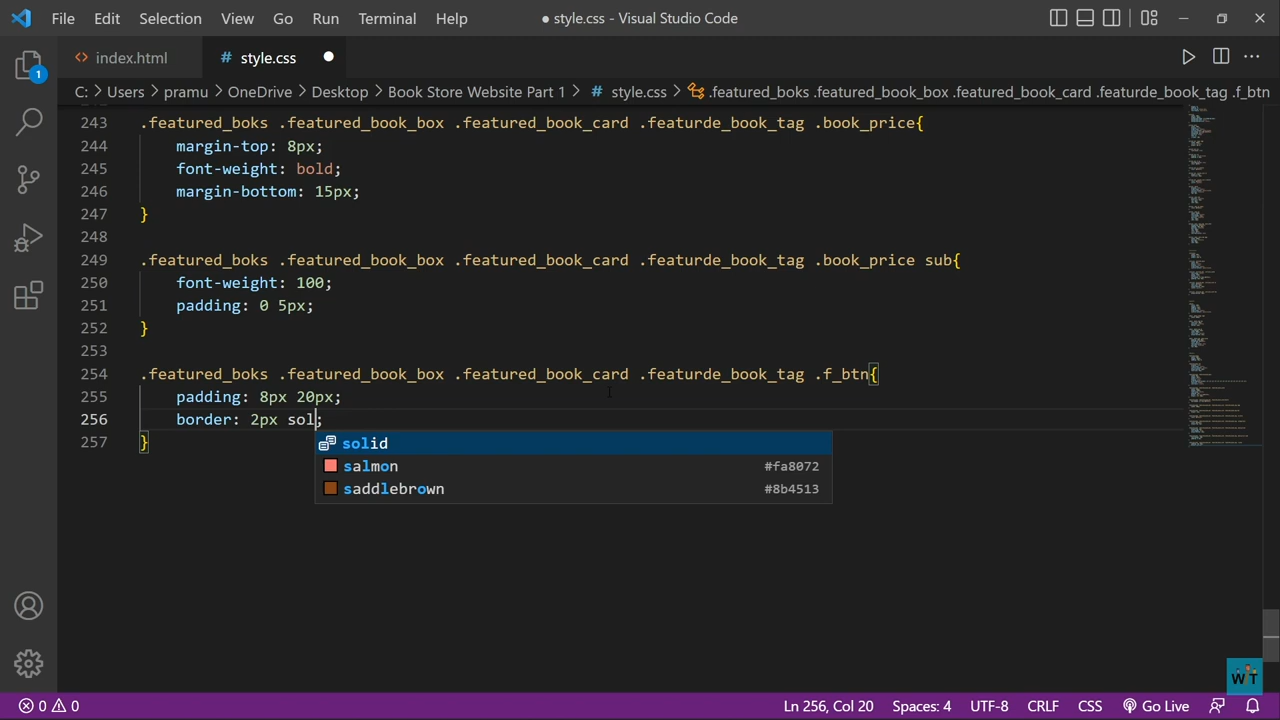 File Edit Selection View Go Run Terminal Help ● style.css - Visual Studio Code
index.html # style.css
1
C: > Users > pramu > OneDrive > Desktop > Book Store Website Part 1 > # style.css > .featured_boks .featured_book_box .featured_book_card .featurde_book_tag .f_btn
243 .featured_boks .featured_book_box .featured_book_card .featurde_book_tag .book_price{
244 margin-top: 8px;
245 font-weight: bold;
246 margin-bottom: 15px;
247 }
248
249 .featured_boks .featured_book_box .featured_book_card .featurde_book_tag .book_price sub{
250 font-weight: 100;
251 padding: 0 5px;
252 }
253
254 .featured_boks .featured_book_box .featured_book_card .featurde_book_tag .f_btn{
255 padding: 8px 20px;
256 border: 2px sol;
257 }
solid
salmon #fa8072
saddlebrown #8b4513
WT
0 0 Ln 256, Col 20 Spaces: 4 UTF-8 CRLF CSS Go Live